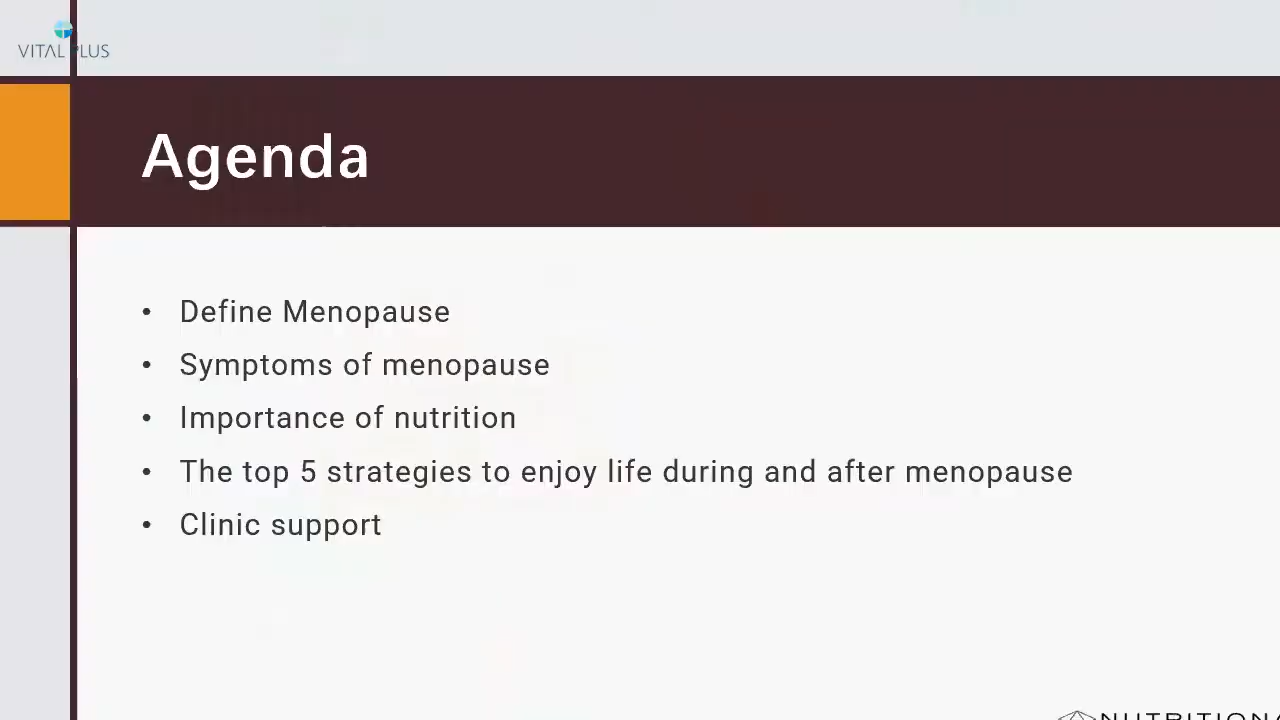 VITAL PLUS
Agenda
• Define Menopause
• Symptoms of menopause
• Importance of nutrition
• The top 5 strategies to enjoy life during and after menopause
• Clinic support